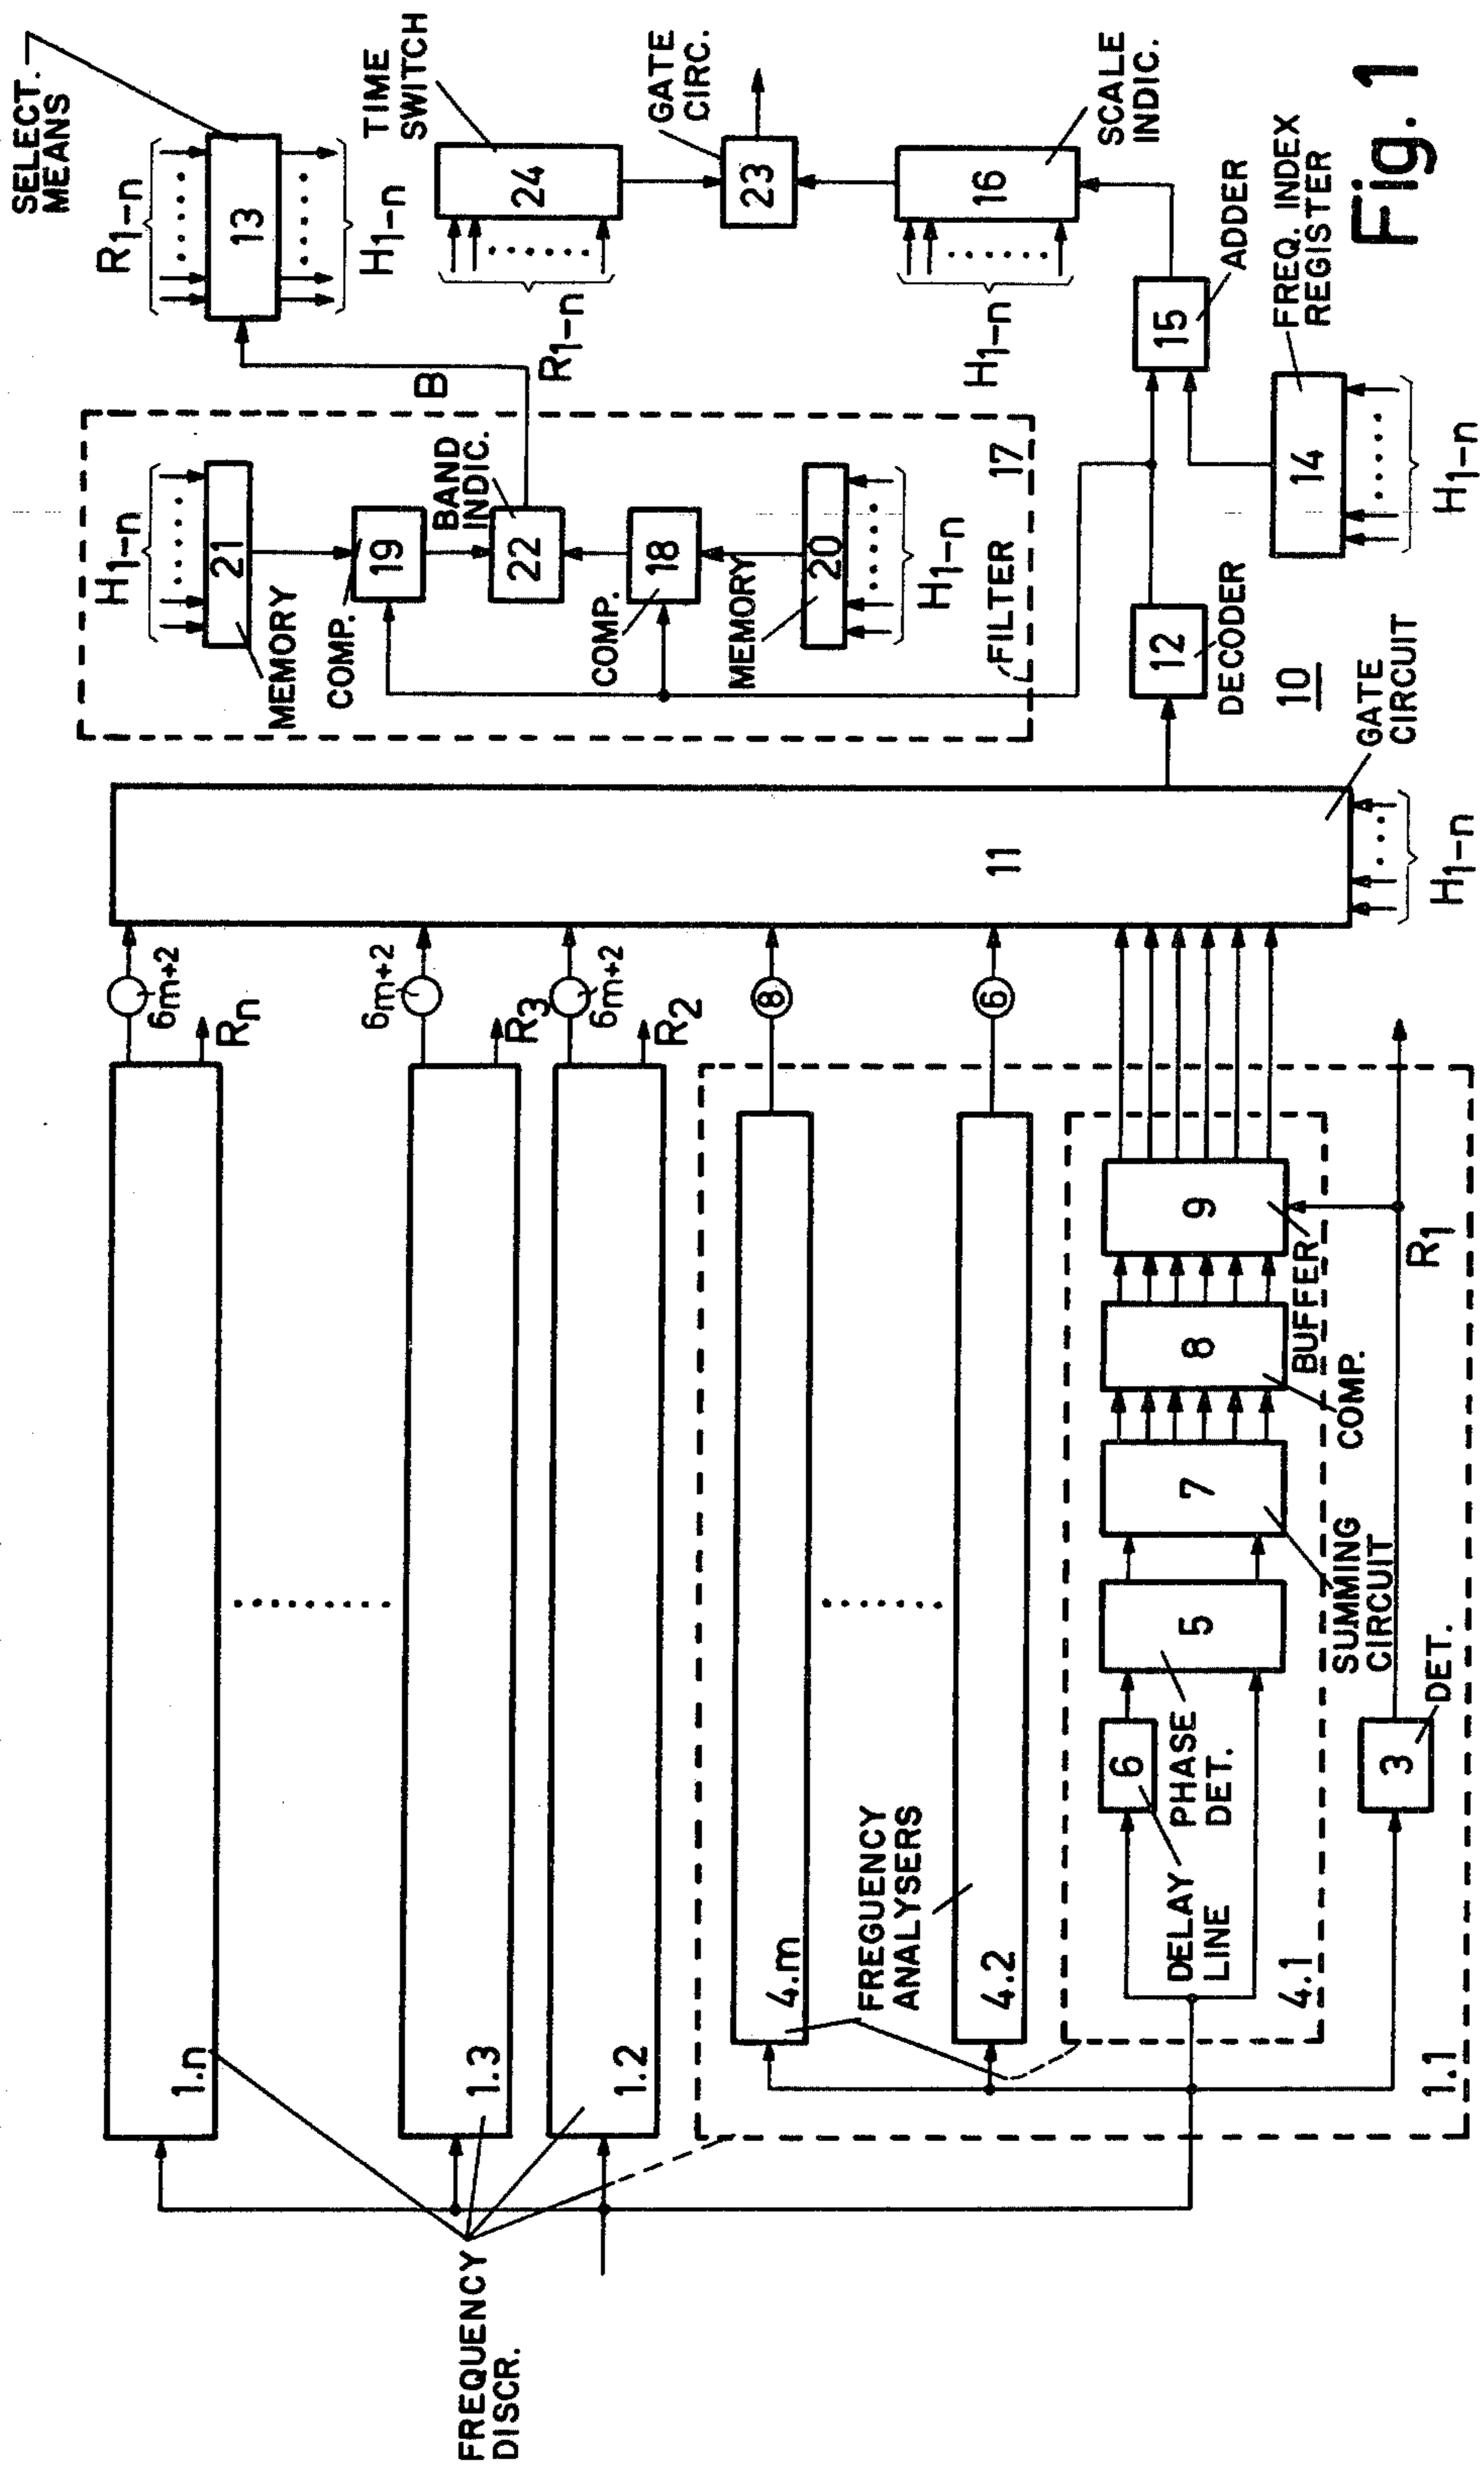 FREQUENCY
DISCR.
1.n
1.3
1.2
1.1
4.m
FREGUENCY
ANALYSERS
4.2
4.1
6
DELAY
LINE
PHASE
DET.
5
7
SUMMING
CIRCUIT
8
COMP.
9
BUFFER
3
DET.
R1
6m+2
Rn
6m+2
R3
6m+2
R2
8
6
11
GATE
CIRCUIT
H1-n
10
12
DECODER
FILTER
17
H1-n
21
MEMORY
COMP.
19
BAND
INDIC.
22
COMP.
18
MEMORY
20
H1-n
B
14
FREQ. INDEX
REGISTER
H1-n
15
ADDER
SELECT.
MEANS
R1-n
13
H1-n
TIME
SWITCH
24
R1-n
GATE
CIRC.
23
16
SCALE
INDIC.
H1-n
Fig. 1